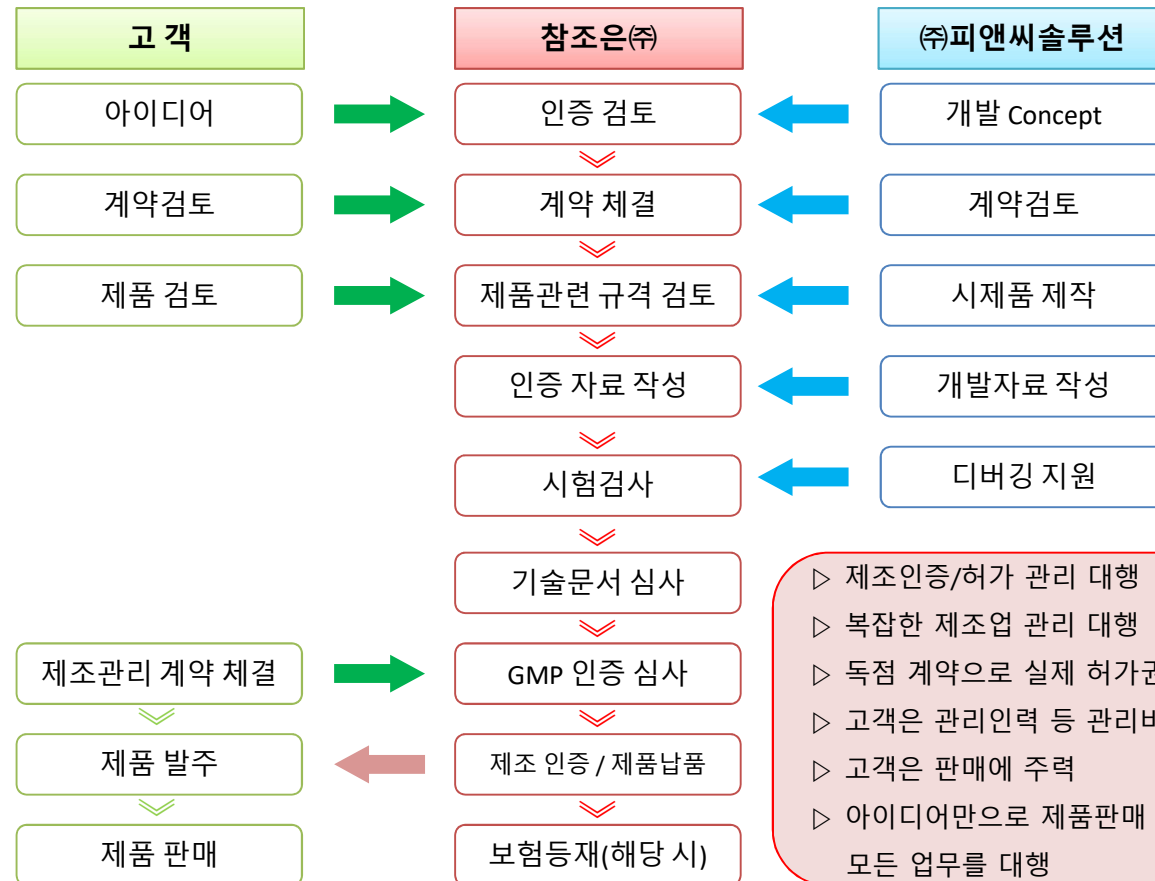 고 객
참조은㈜
㈜피앤씨솔루션
아이디어
인증 검토
개발 Concept
계약검토
계약 체결
계약검토
제품 검토
제품관련 규격 검토
시제품 제작
인증 자료 작성
개발자료 작성
시험검사
디버깅 지원
기술문서 심사
제조관리 계약 체결
GMP 인증 심사
제품 발주
제조 인증 / 제품납품
제품 판매
보험등재(해당 시)
▷ 제조인증/허가 관리 대행
▷ 복잡한 제조업 관리 대행
▷ 독점 계약으로 실제
▷ 고객은 관리인력 등
▷ 고객은 판매에 주력
▷ 아이디어만으로 제품판매
모든 업무를 대행